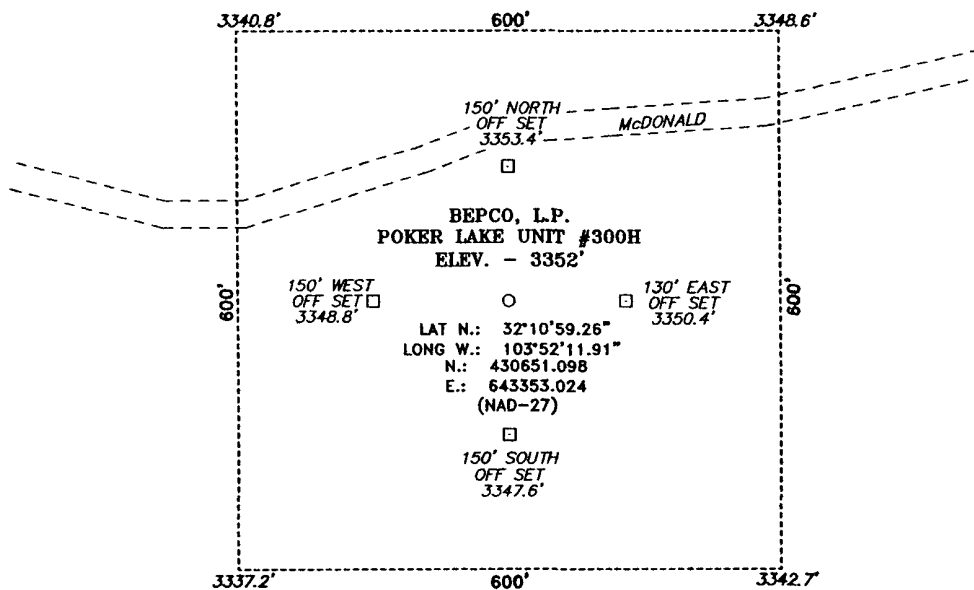 3340.8'
600'
3348.6'
150' NORTH
OFF SET
3353.4'
McDONALD
BEPCO, L.P.
POKER LAKE UNIT #300H
ELEV. - 3352'
600'
150' WEST
OFF SET
3348.8'
130' EAST
OFF SET
3350.4'
600'
LAT N.: 32°10'59.26"
LONG W.: 103°52'11.91"
N.: 430651.098
E.: 643353.024
(NAD-27)
150' SOUTH
OFF SET
3347.6'
3337.2'
600'
3342.7'